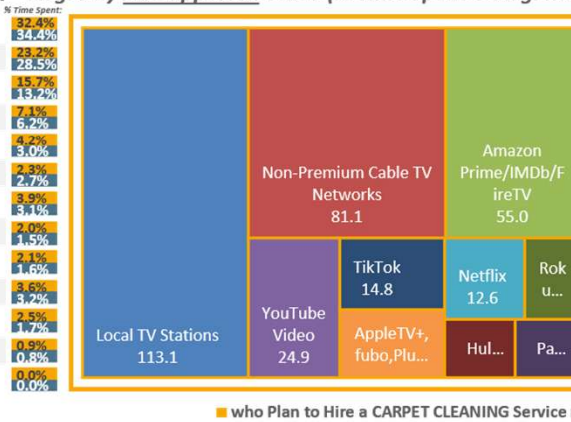 % Time Spent:
32.4%
34.4%
23.2%
28.5%
15.7%
13.2%
7.1%
6.2%
4.2%
3.0%
2.3%
2.7%
3.9%
3.1%
2.0%
1.5%
2.1%
1.6%
3.6%
3.2%
2.5%
1.7%
0.9%
0.8%
0.0%
0.0%
Local TV Stations
113.1
Non-Premium Cable TV
Networks
81.1
Amazon
Prime/IMDb/F
ireTV
55.0
YouTube
Video
24.9
TikTok
14.8
AppleTV+,
fubo,Plu...
Netflix
12.6
Rok
u...
Hul...
Pa...
who Plan to Hire a CARPET CLEANING Service